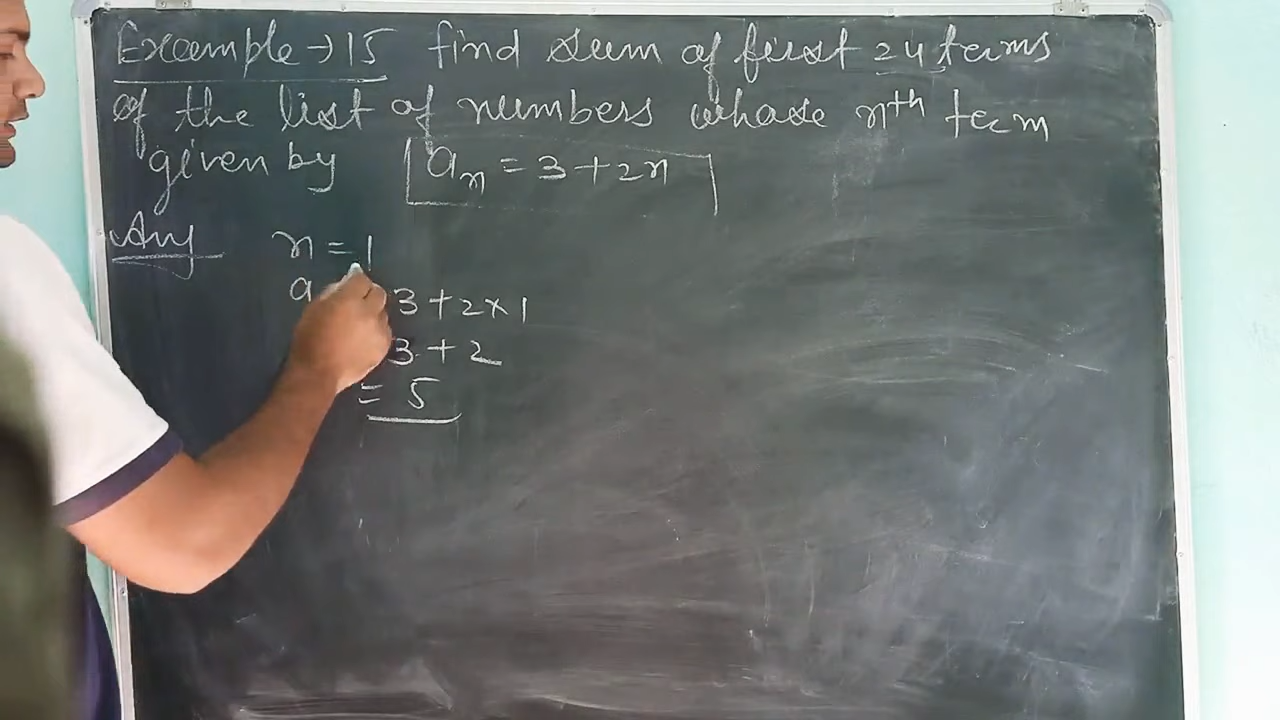 Example → 15 find sum of first 24 terms
of the list of numbers whose nth term
given by aₙ = 3 + 2n
Ans n = 1
a 3 + 2 × 1
3 + 2
= 5